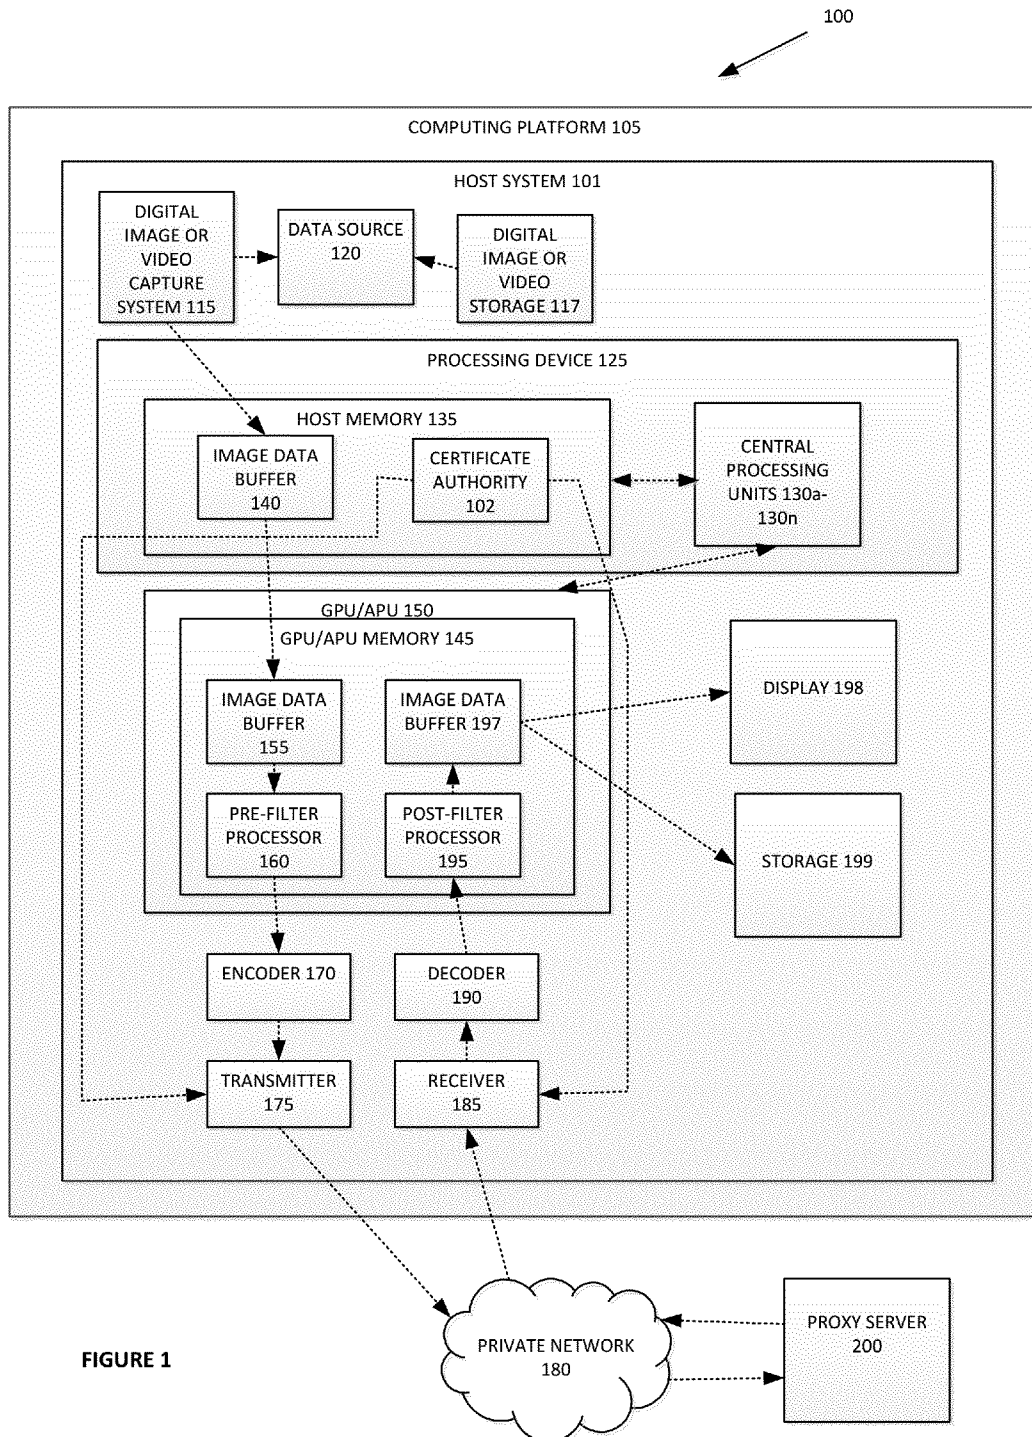 100
COMPUTING PLATFORM 105
HOST SYSTEM 101
DIGITAL
IMAGE OR
VIDEO
CAPTURE
SYSTEM 115
DATA SOURCE
120
DIGITAL
IMAGE OR
VIDEO
STORAGE 117
PROCESSING DEVICE 125
HOST MEMORY 135
IMAGE DATA
BUFFER
140
CERTIFICATE
AUTHORITY
102
CENTRAL
PROCESSING
UNITS 130a-
130n
GPU/APU 150
GPU/APU MEMORY 145
IMAGE DATA
BUFFER
155
IMAGE DATA
BUFFER 197
DISPLAY 198
PRE-FILTER
PROCESSOR
160
POST-FILTER
PROCESSOR
195
STORAGE 199
ENCODER 170
DECODER
190
TRANSMITTER
175
RECEIVER
185
PRIVATE NETWORK
180
PROXY SERVER
200
FIGURE 1